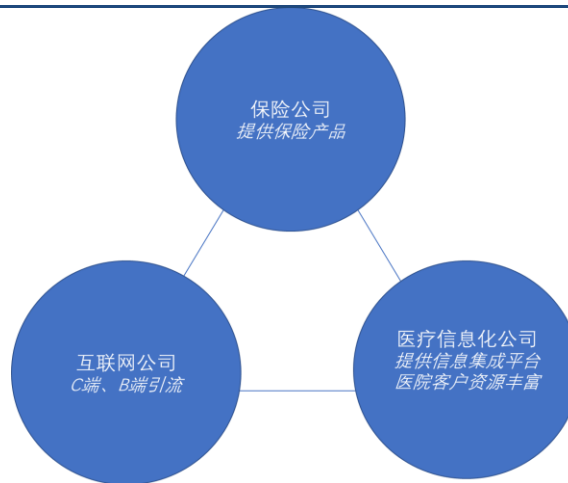 保险公司
提供保险产品
互联网公司
C端、B端引流
医疗信息化公司
提供信息集成平台
医院客户资源丰富